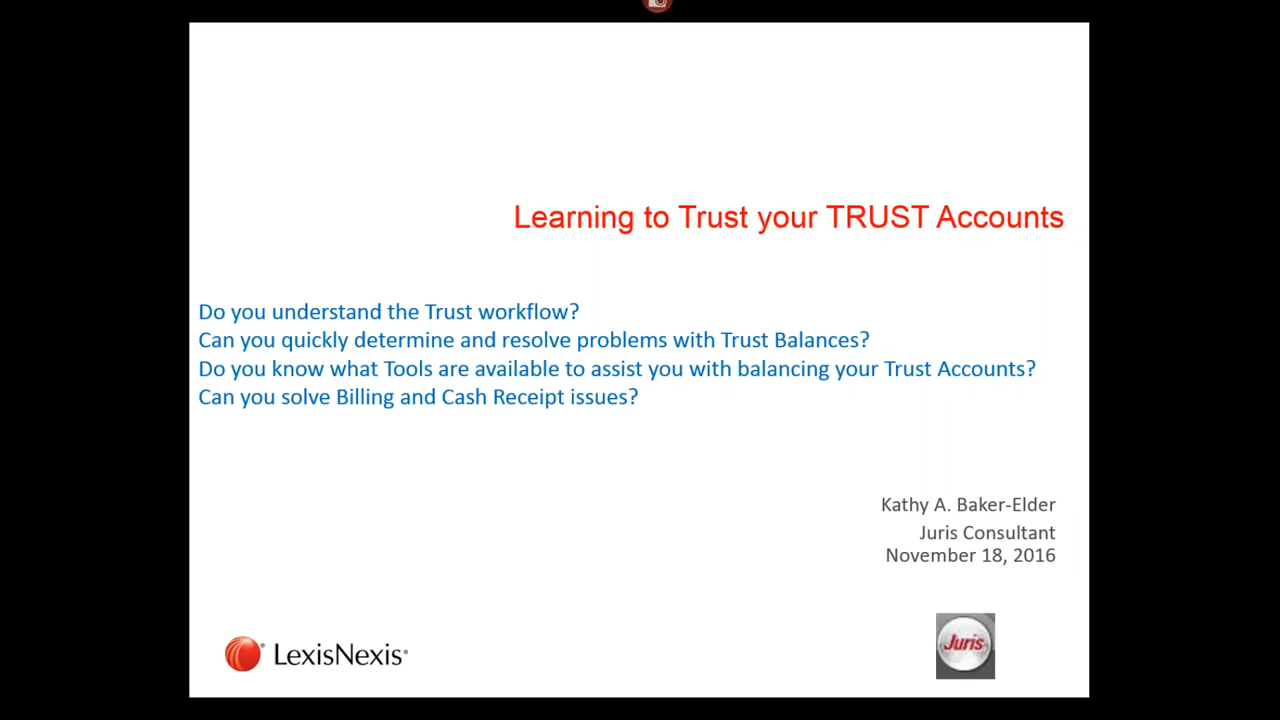 Learning to Trust your TRUST Accounts
Do you understand the Trust workflow?
Can you quickly determine and resolve problems with Trust Balances?
Do you know what Tools are available to assist you with balancing your Trust Accounts?
Can you solve Billing and Cash Receipt issues?
Kathy A. Baker-Elder
Juris Consultant
November 18, 2016
LexisNexis®
Juris